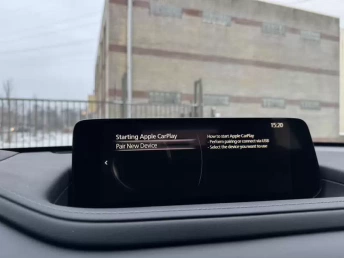 15:20
Starting Apple CarPlay
Pair New Device
How to start Apple CarPlay
- Perform pairing or connect via USB
- Select the device you want to use